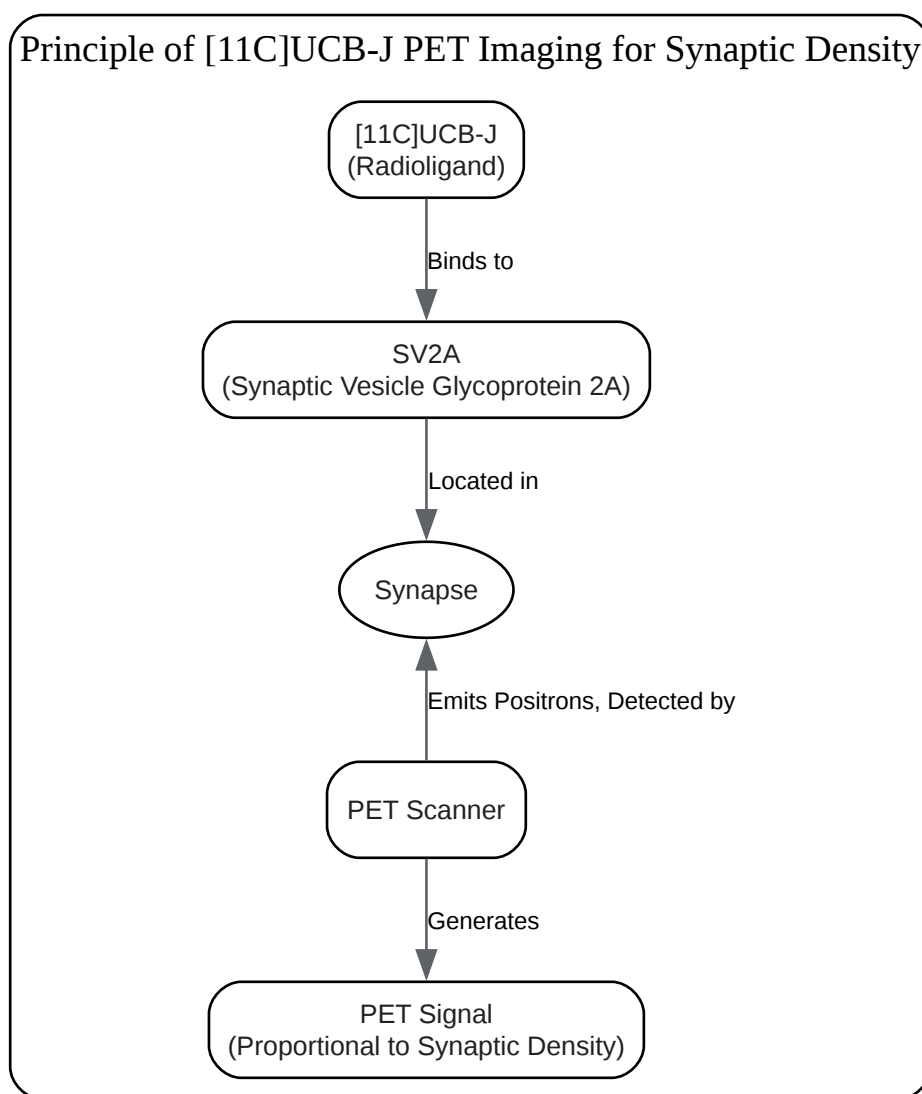 Principle of [11C]UCB-J PET Imaging for Synaptic Density
[11C]UCB-J
(Radioligand)
Binds to
SV2A
(Synaptic Vesicle Glycoprotein 2A)
Located in
Synapse
Emits Positrons, Detected by
PET Scanner
Generates
PET Signal
(Proportional to Synaptic Density)